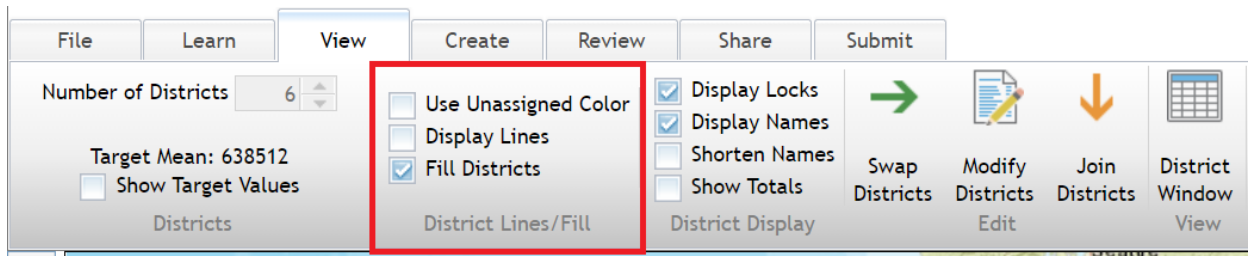 File Learn View Create Review Share Submit
Number of Districts 6
Target Mean: 638512
Show Target Values
Districts
Use Unassigned Color
Display Lines
Fill Districts
District Lines/Fill
Display Locks
Display Names
Shorten Names
Show Totals
District Display
Swap
Districts
Modify
Districts
Join
Districts
Edit
District
Window
View